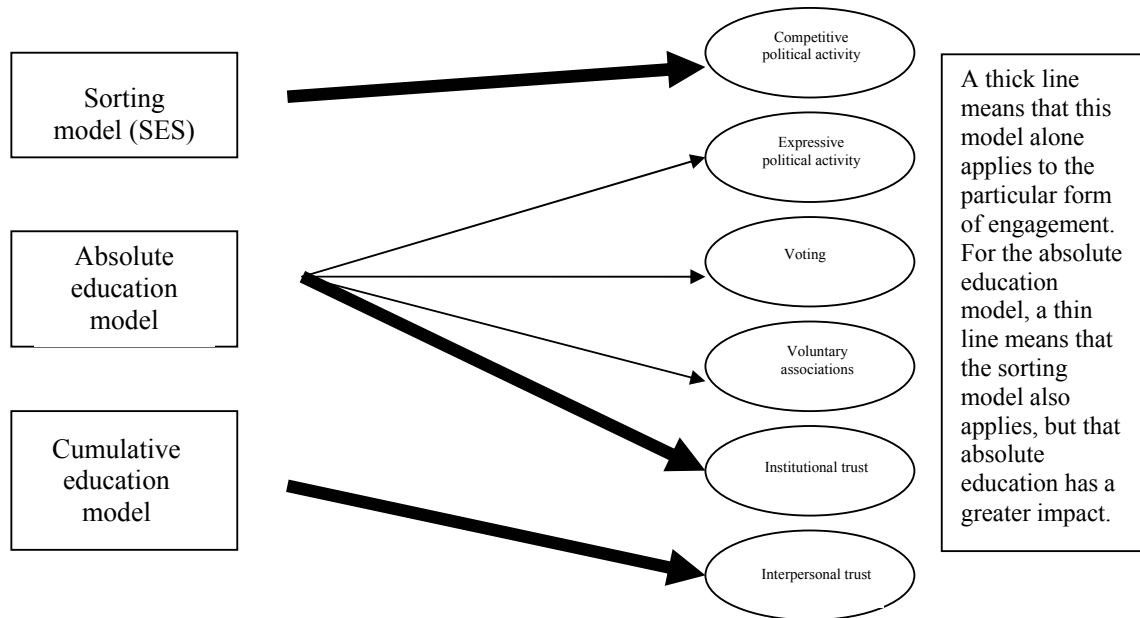 Sorting
model (SES)
Absolute
education
model
Cumulative
education
model
Competitive
political activity
Expressive
political activity
Voting
Voluntary
associations
Institutional trust
Interpersonal trust
A thick line
means that this
model alone
applies to the
particular form
of engagement.
For the absolute
education
model, a thin
line means that
the sorting
model also
applies, but that
absolute
education has a
greater impact.